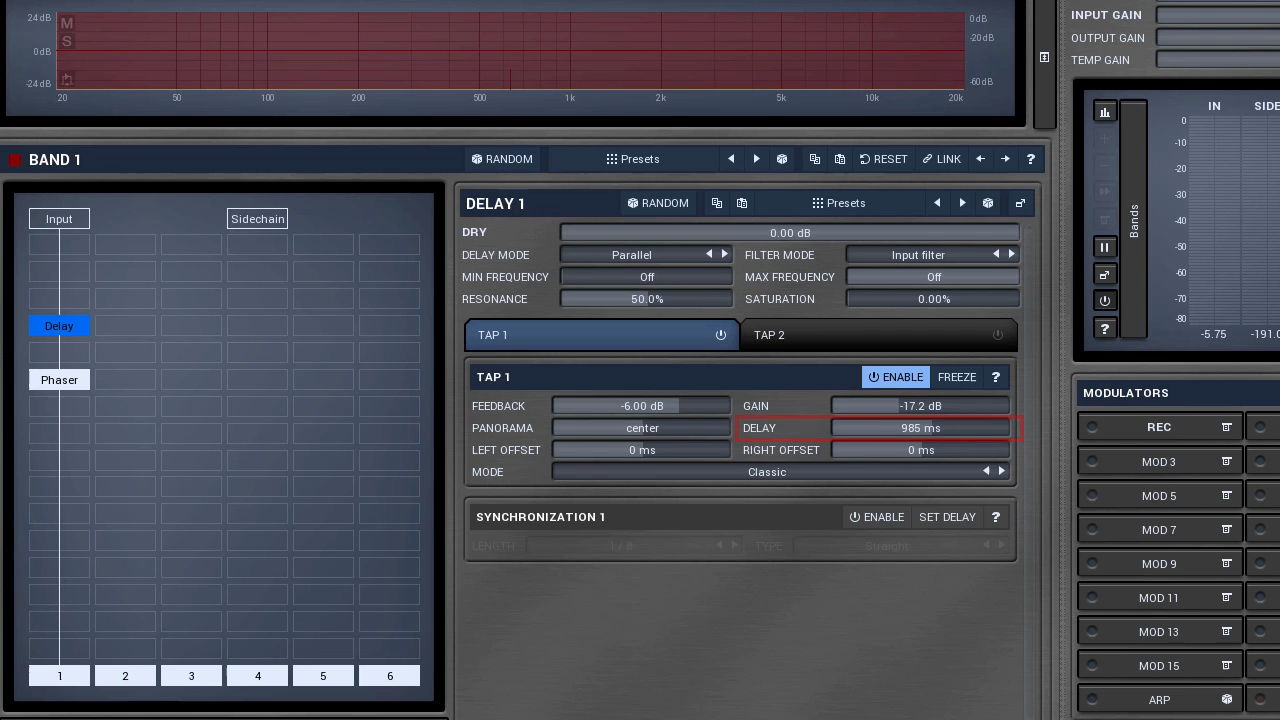 24 dB
M
S
0 dB
-24 dB
0 dB
-20 dB
-60 dB
20 50 100 200 500 1k 2k 5k 10k 20k
INPUT GAIN
OUTPUT GAIN
TEMP GAIN
IN SIDE
0
-10
-20
-30
-40
-50
-60
-70
-80
-5.75 -191.0
Bands
?
BAND 1 RANDOM Presets RESET LINK ?
Input Sidechain
Delay
Phaser
1 2 3 4 5 6
DELAY 1 RANDOM Presets
DRY 0.00 dB
DELAY MODE Parallel FILTER MODE Input filter
MIN FREQUENCY Off MAX FREQUENCY Off
RESONANCE 50.0% SATURATION 0.00%
TAP 1 TAP 2
TAP 1 ENABLE FREEZE ?
FEEDBACK -6.00 dB GAIN -17.2 dB
PANORAMA center DELAY 985 ms
LEFT OFFSET 0 ms RIGHT OFFSET 0 ms
MODE Classic
SYNCHRONIZATION 1 ENABLE SET DELAY ?
LENGTH 1 / 8 TYPE Straight
MODULATORS
REC
MOD 3
MOD 5
MOD 7
MOD 9
MOD 11
MOD 13
MOD 15
ARP